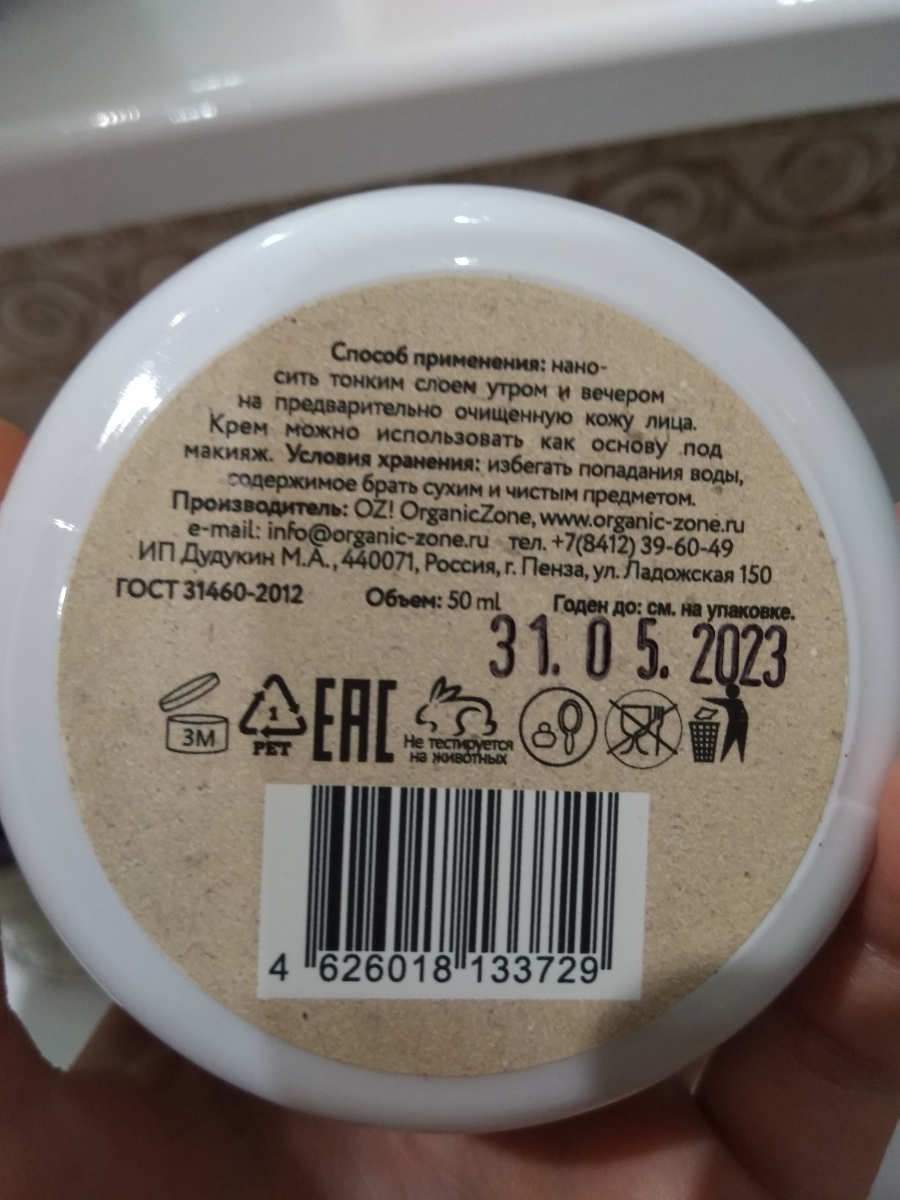 Способ применения: нано-
сить тонким слоем утром и вечером
на предварительно очищенную кожу лица.
Крем можно использовать как основу под
макияж. Условия хранения: избегать попадания воды,
содержимое брать сухим и чистым предметом.
Производитель: OZ! OrganicZone, www.organic-zone.ru
e-mail: info@organic-zone.ru тел. +7(8412) 39-60-49
ИП Дудукин М.А., 440071, Россия, г. Пенза, ул. Ладожская 150
ГОСТ 31460-2012 Объем: 50 ml Годен до: см. на упаковке.
31. 05. 2023
3М 1 EAC
PET Не тестируется
на животных
4 626018 133729